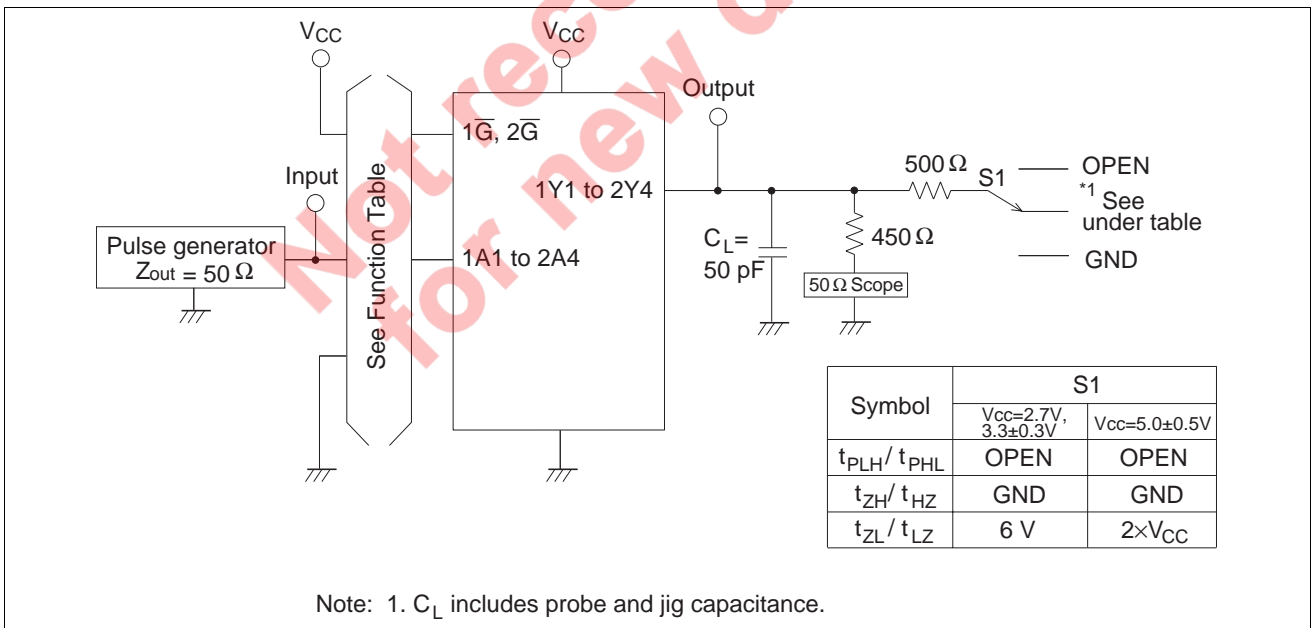 Not rec
for new d
VCC
VCC
Output
Input
1G̅, 2G̅
1Y1 to 2Y4
1A1 to 2A4
Pulse generator
Zout = 50 Ω
See Function Table
CL=
50 pF
450 Ω
50 Ω Scope
500 Ω
S1
OPEN
*1 See
under table
GND
Symbol S1
Vcc=2.7V,
3.3±0.3V
Vcc=5.0±0.5V
tPLH/ tPHL OPEN OPEN
tZH/ tHZ GND GND
tZL/ tLZ 6 V 2×VCC
Note: 1. CL includes probe and jig capacitance.